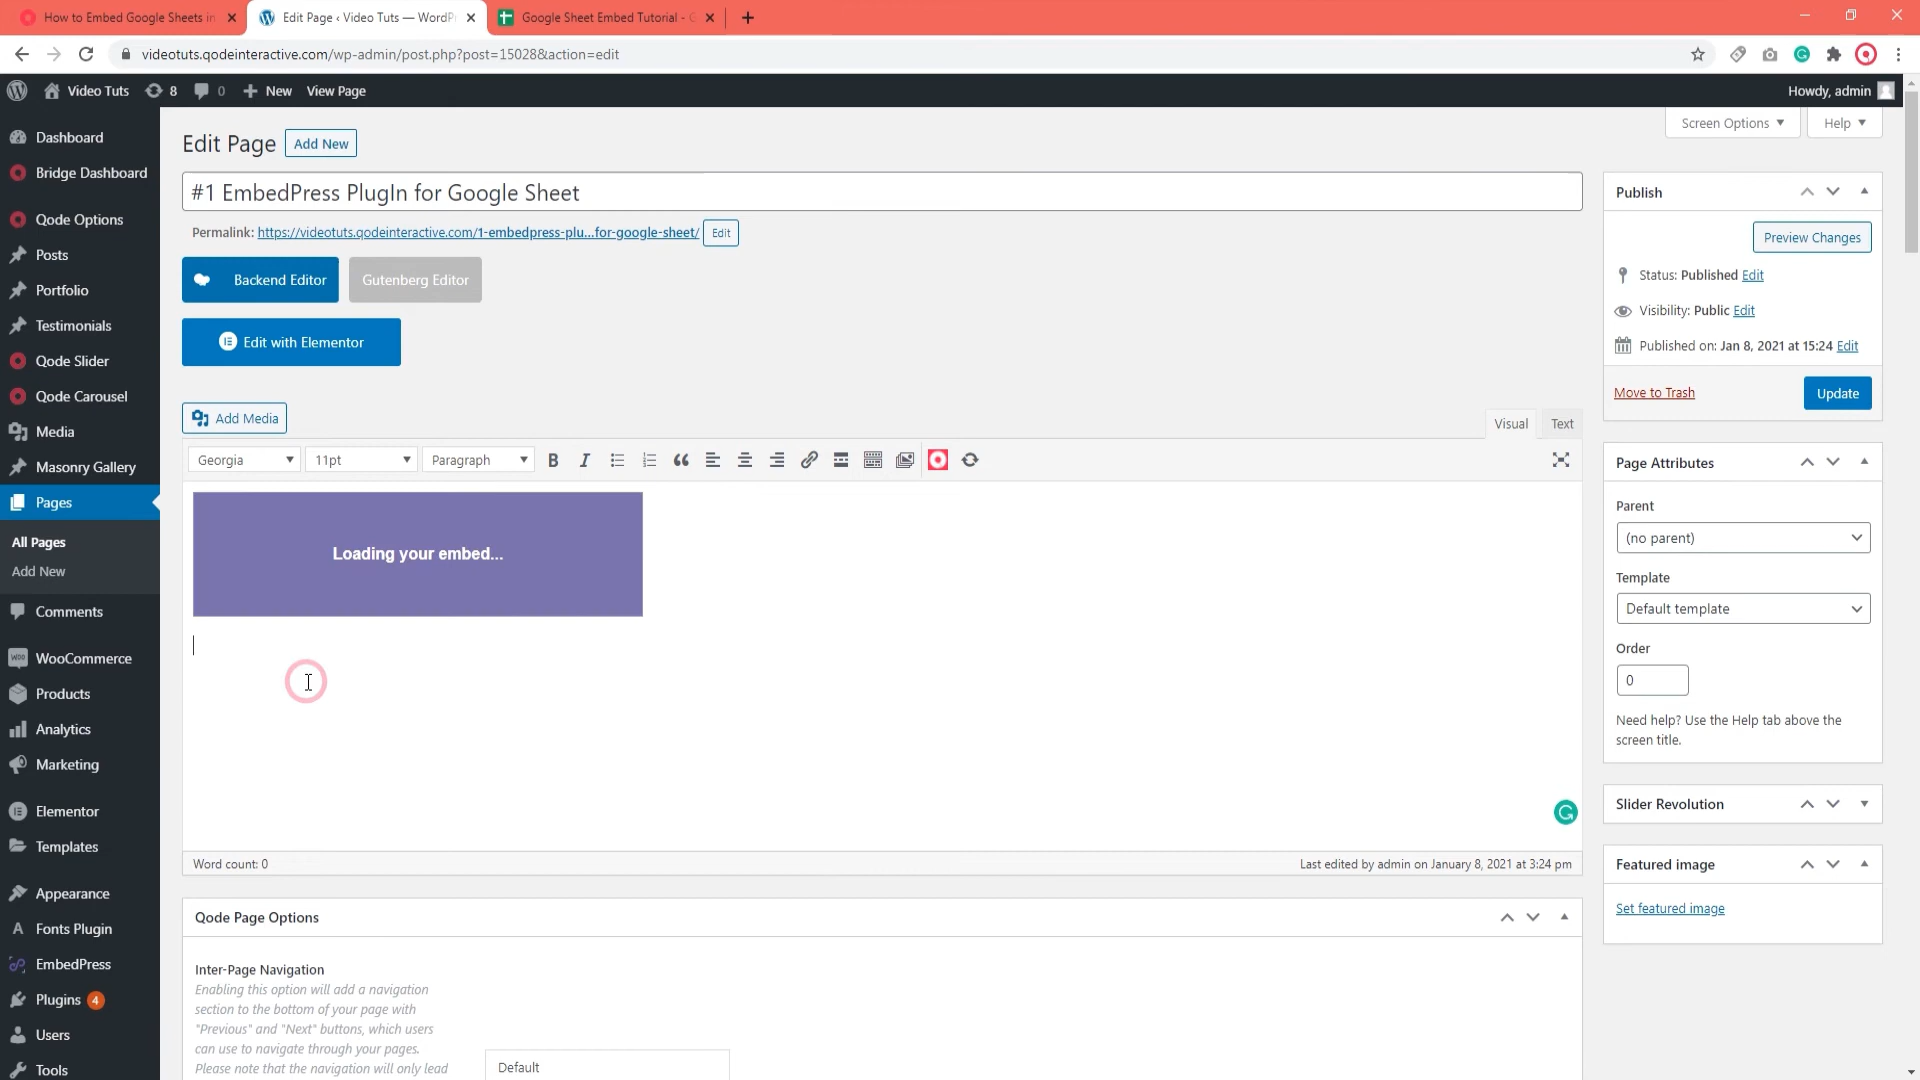 How to Embed Google Sheets in
Edit Page ‹ Video Tuts — WordPr
Google Sheet Embed Tutorial - G
videotuts.qodeinteractive.com/wp-admin/post.php?post=15028&action=edit
Video Tuts
8
0
New
View Page
Howdy, admin
Screen Options
Help
Dashboard
Bridge Dashboard
Qode Options
Posts
Portfolio
Testimonials
Qode Slider
Qode Carousel
Media
Masonry Gallery
Pages
All Pages
Add New
Comments
WooCommerce
Products
Analytics
Marketing
Elementor
Templates
Appearance
Fonts Plugin
EmbedPress
Plugins 4
Users
Tools
Edit Page
Add New
#1 EmbedPress PlugIn for Google Sheet
Permalink: https://videotuts.qodeinteractive.com/1-embedpress-plu...for-google-sheet/ Edit
Backend Editor
Gutenberg Editor
Edit with Elementor
Add Media
Visual
Text
Georgia
11pt
Paragraph
Loading your embed...
Word count: 0
Last edited by admin on January 8, 2021 at 3:24 pm
Qode Page Options
Inter-Page Navigation
Enabling this option will add a navigation
section to the bottom of your page with
"Previous" and "Next" buttons, which users
can use to navigate through your pages.
Please note that the navigation will only lead
Default
Publish
Preview Changes
Status: Published Edit
Visibility: Public Edit
Published on: Jan 8, 2021 at 15:24 Edit
Move to Trash
Update
Page Attributes
Parent
(no parent)
Template
Default template
Order
0
Need help? Use the Help tab above the
screen title.
Slider Revolution
Featured image
Set featured image